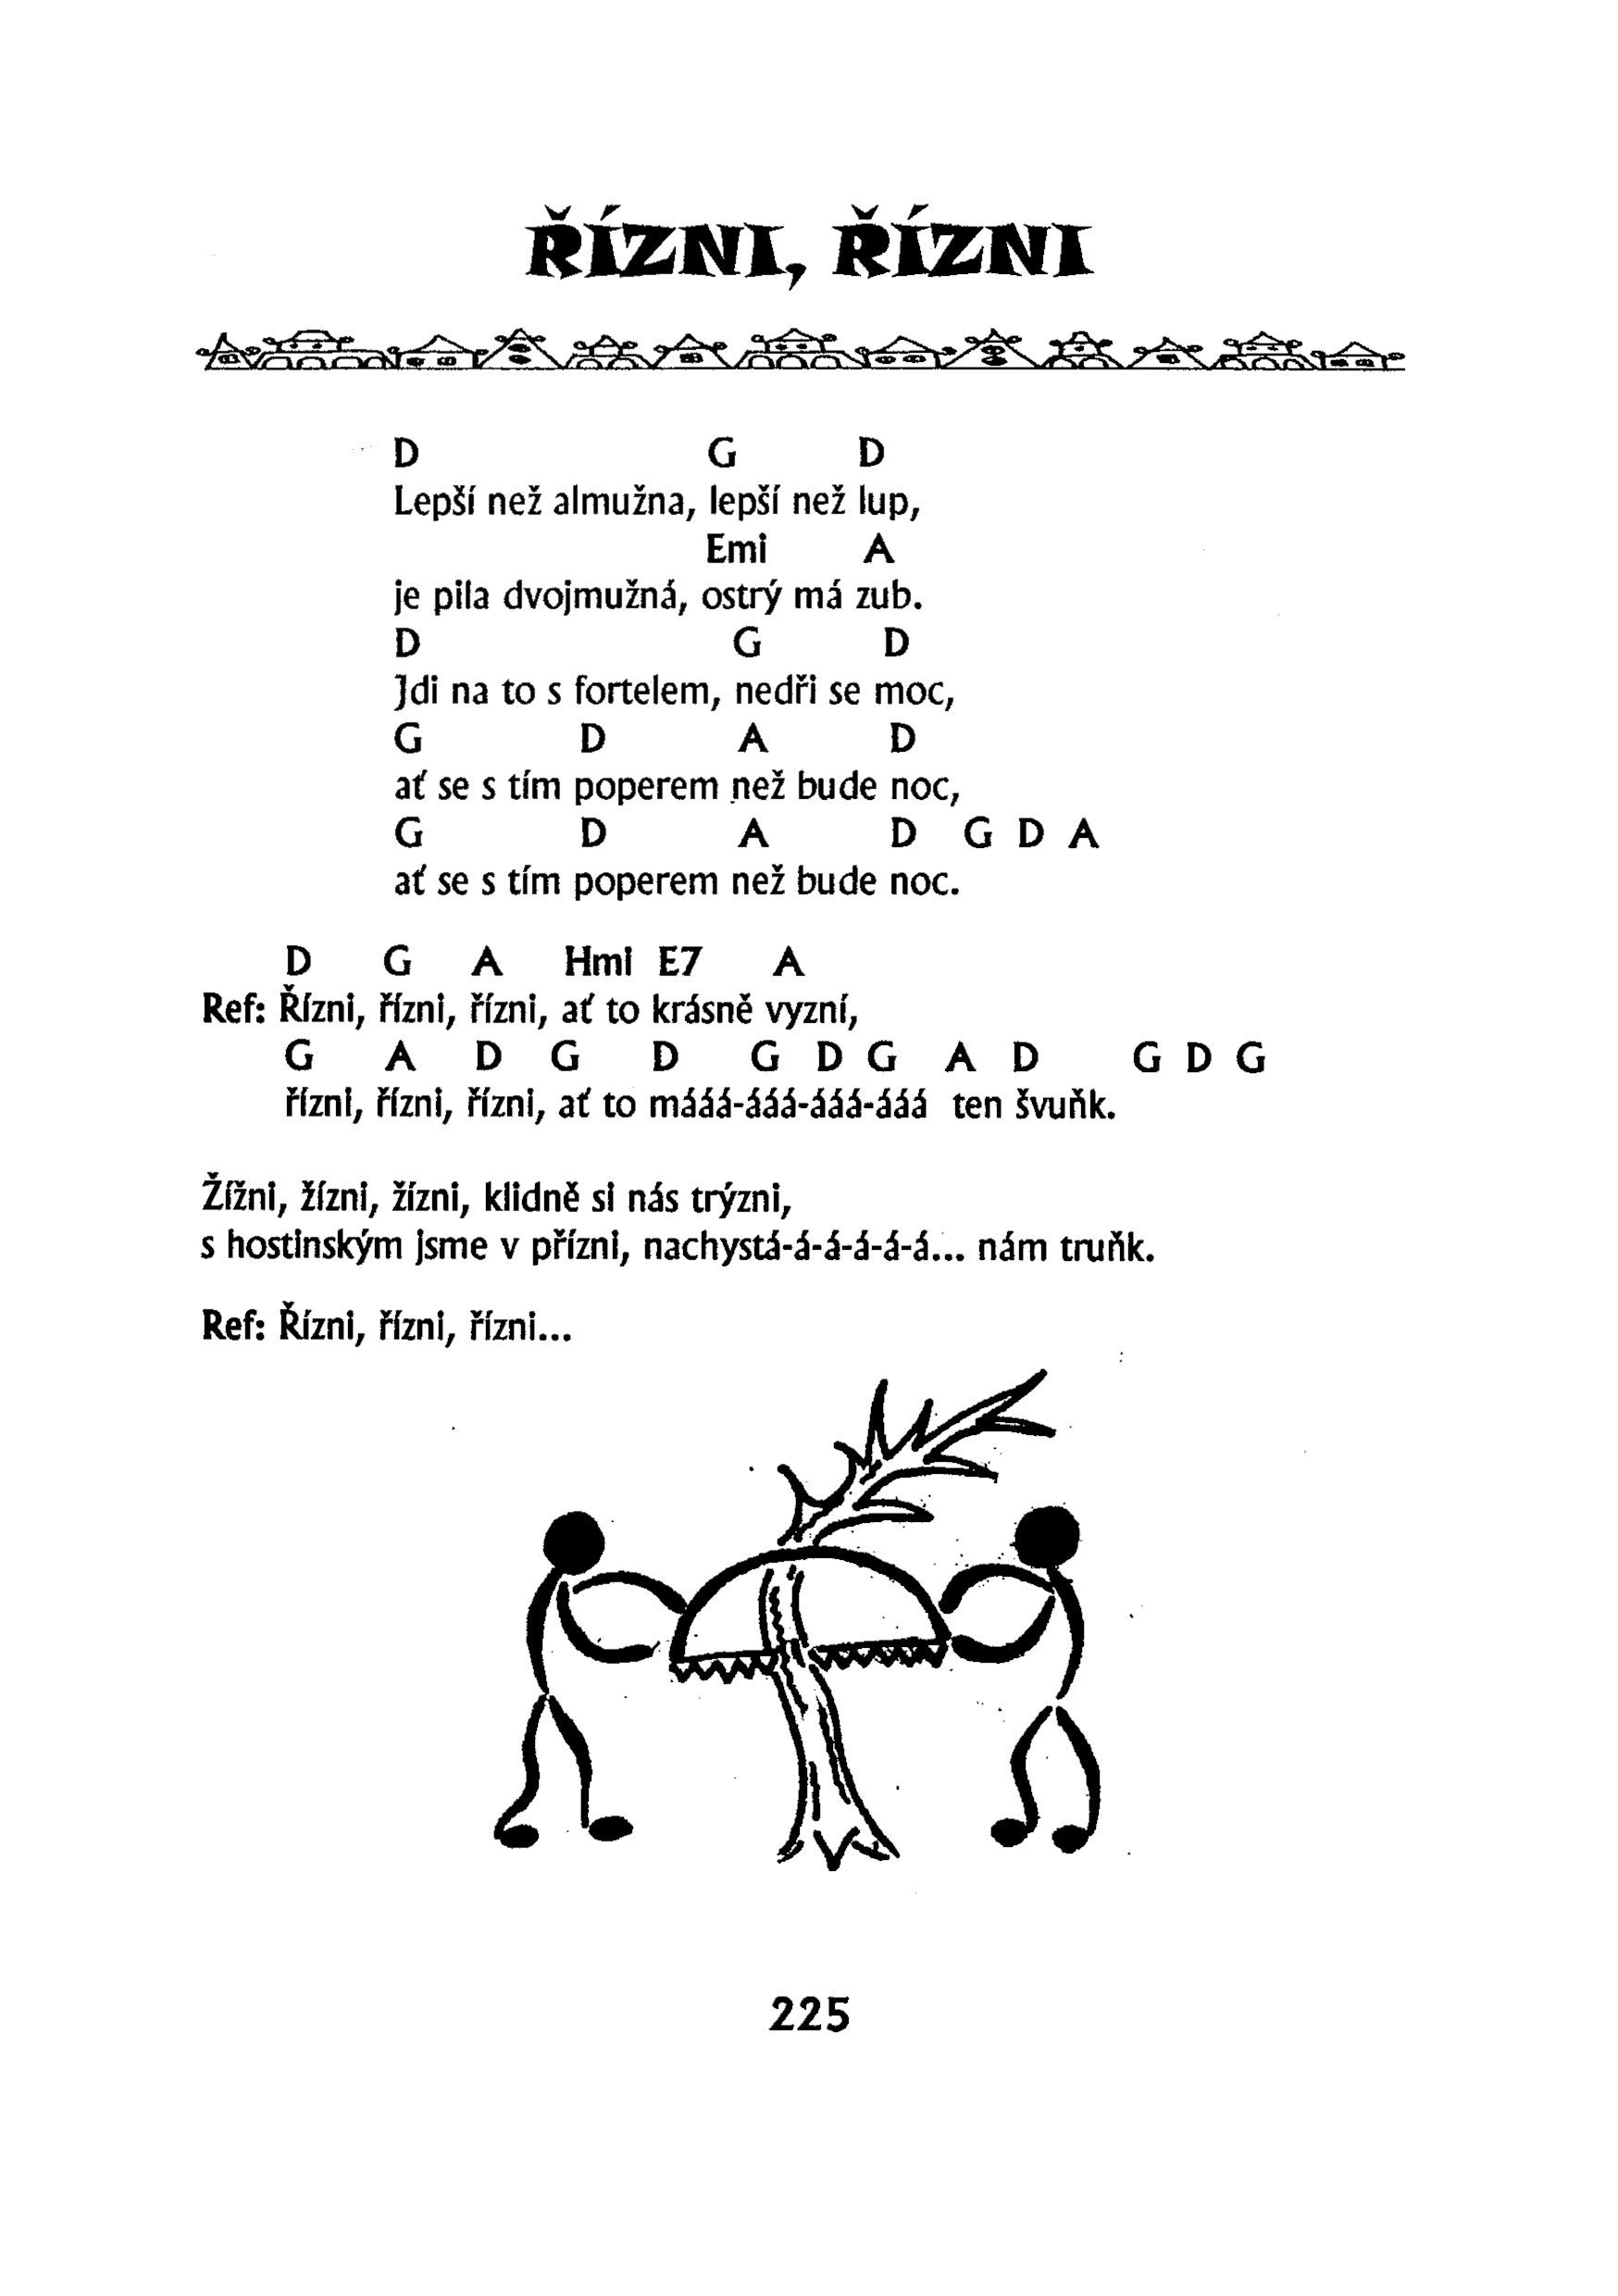 ŘÍZNI, ŘÍZNI
D G D
Lepší než almužna, lepší než lup,
Emi A
je pila dvojmužná, ostrý má zub.
D G D
Jdi na to s fortelem, nedři se moc,
G D A D
ať se s tím poperem než bude noc,
G D A D G D A
ať se s tím poperem než bude noc.
D G A Hmi E7 A
Ref: Řízni, řízni, řízni, ať to krásně vyzní,
G A D G D G D G A D G D G
řízni, řízni, řízni, ať to mááá-ááá-ááá-ááá ten švuňk.
Žížni, žízni, žízni, klidně si nás trýzni,
s hostinským jsme v přízni, nachystá-á-á-á-á-á... nám truňk.
Ref: Řízni, řízni, řízni...
225